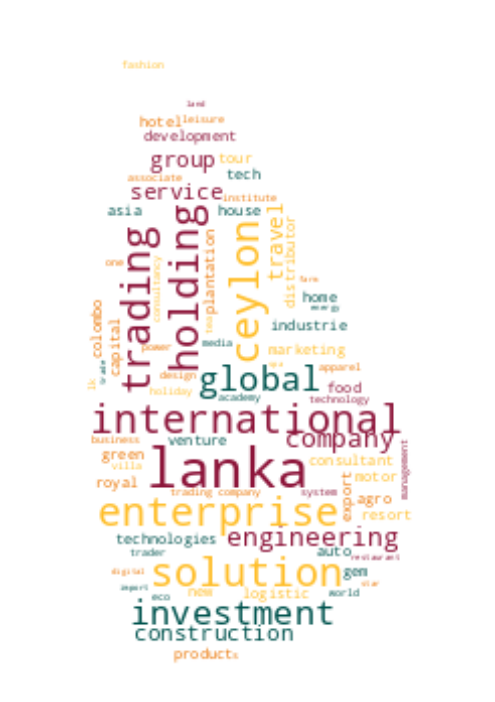 fashion
land
hotel leisure
development
group tour
associate tech
service institute
asia house
trading holding ceylon travel distributor
plantation
consultancy
one
farm
home
energy
colombo capital
tea
industrie
power media
marketing
trade
design
apparel
lk
global
holiday academy
food
technology
international
business venture company
lanka
green
villa
consultant
management
royal
trading company system
export
motor
agro
enterprise
resort
technologies engineering
trader auto
restaurant
digital solution gem
import
star
eco new logistic world
investment
construction
products